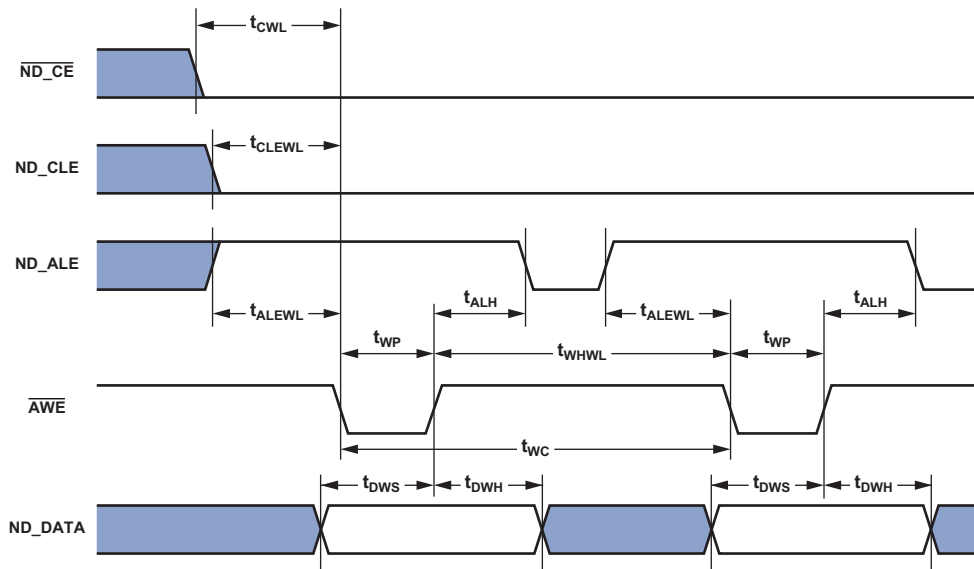 tCWL
ND_CE
tCLEWL
ND_CLE
ND_ALE
tALEWL tALH tALEWL tALH
tWP tWHWL tWP
AWE
tWC
tDWS tDWH tDWS tDWH
ND_DATA